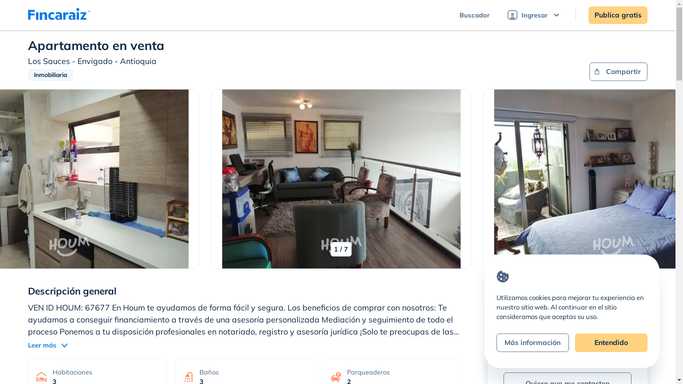 Fincaraiz
Buscador
Ingresar
Publica gratis
Apartamento en venta
Los Sauces - Envigado - Antioquia
Inmobiliaria
Compartir
HOUM
HOUM
HOUM
1 / 7
Descripción general
VEN ID HOUM: 67677 En Houm te ayudamos de forma fácil y segura. Los beneficios de comprar con nosotros: Te
ayudamos a conseguir financiamiento a través de una asesoría personalizada Mediación y seguimiento de todo el
proceso Ponemos a tu disposición profesionales en notariado, registro y asesoría jurídica ¡Solo te preocupas de las...
Leer más
Habitaciones
3
Baños
3
Parqueaderos
2
Utilizamos cookies para mejorar tu experiencia en
nuestro sitio web. Al continuar en el sitio
consideramos que aceptas su uso.
Más información
Entendido
Quiero que me contacten